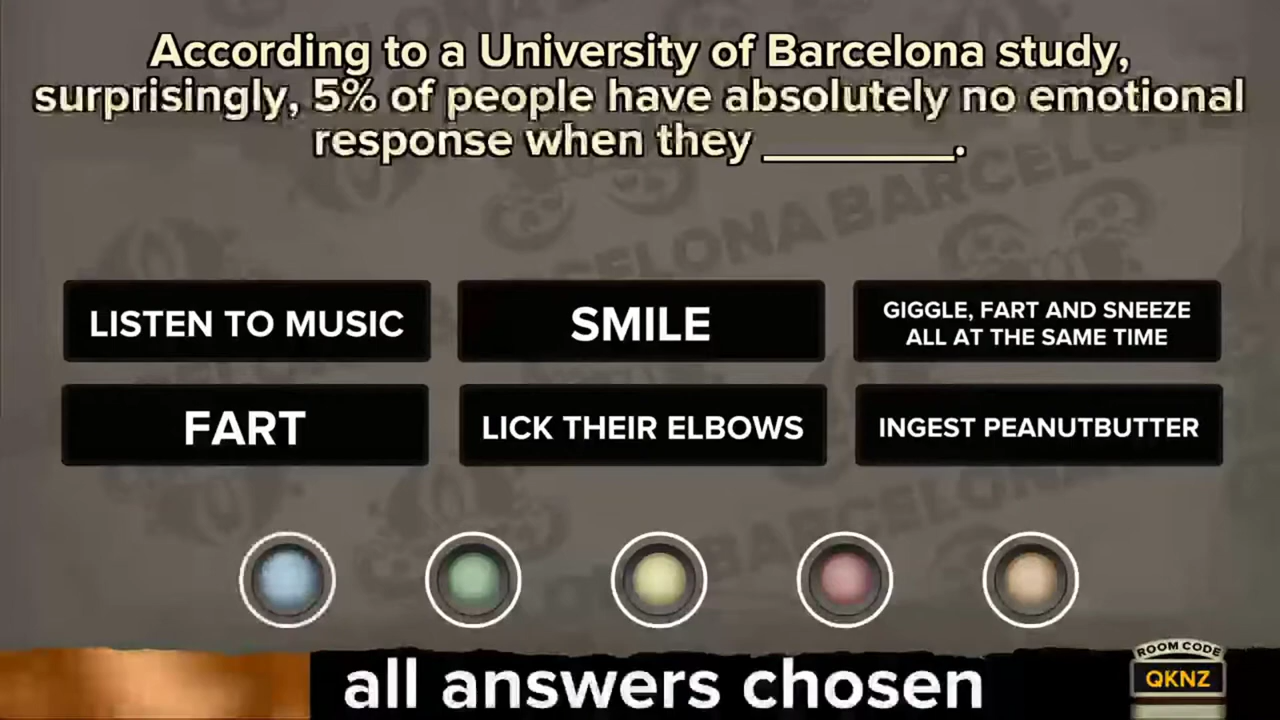 According to a University of Barcelona study,
surprisingly, 5% of people have absolutely no emotional
response when they ________.
BARCELONA
LISTEN TO MUSIC
SMILE
GIGGLE, FART AND SNEEZE
ALL AT THE SAME TIME
FART
LICK THEIR ELBOWS
INGEST PEANUTBUTTER
BARCELONA
all answers chosen
ROOM CODE
QKNZ